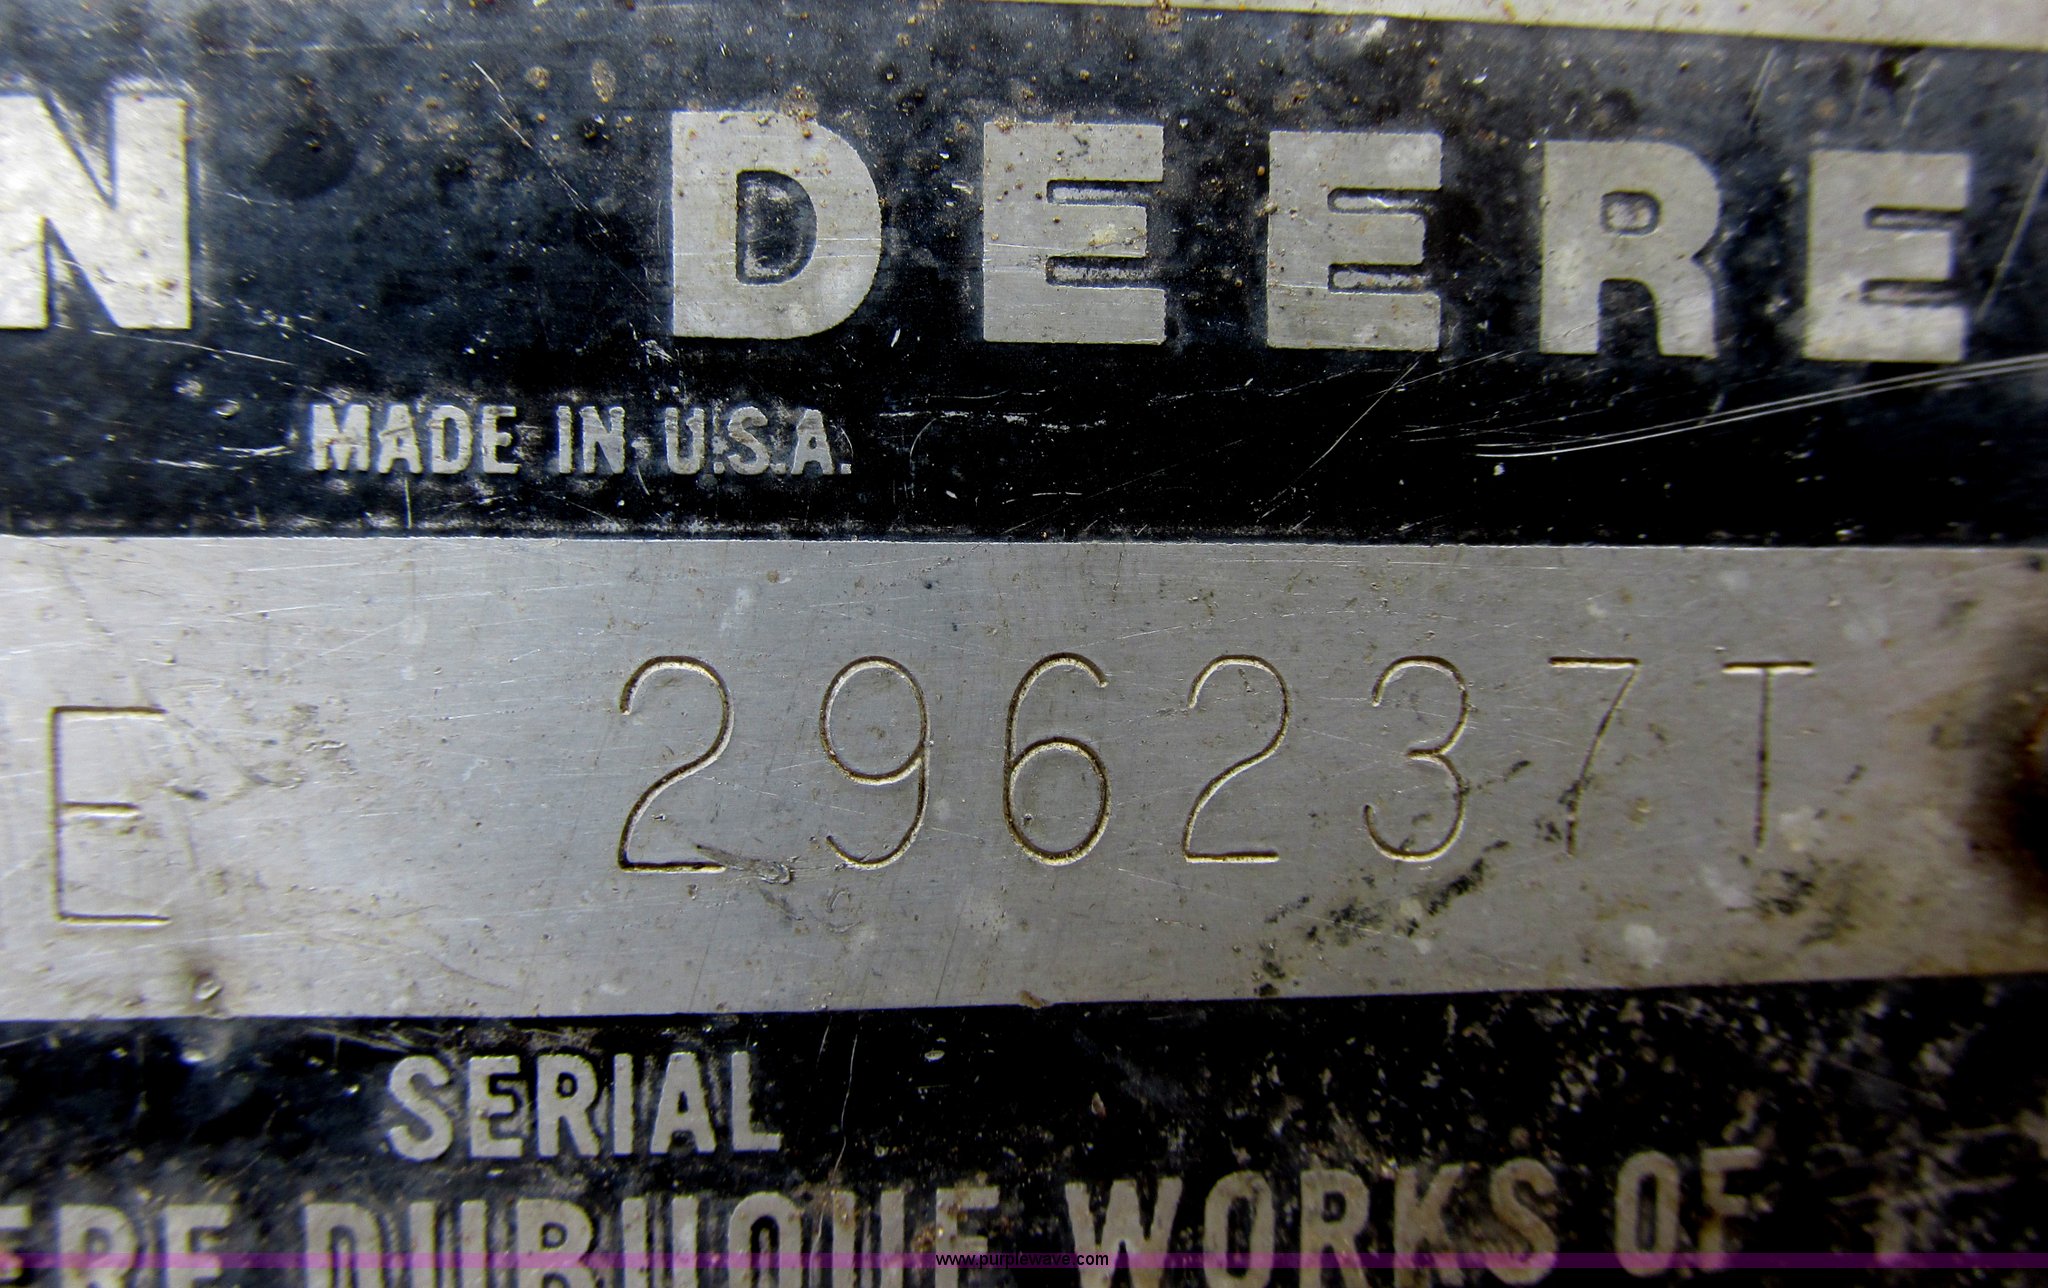 N DEERE
MADE IN U.S.A.
E 296237T
SERIAL
ERE DUBUQUE WORKS OF
www.purplewave.com